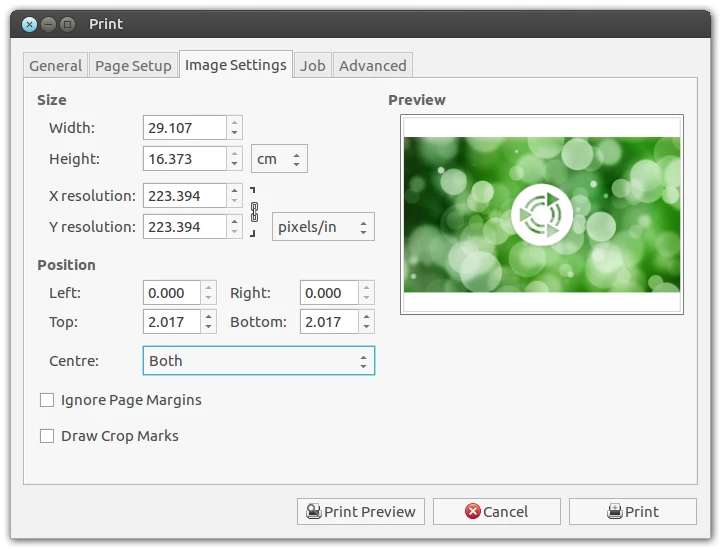 Print
General Page Setup Image Settings Job Advanced
Size
Width: 29.107
Height: 16.373 cm
X resolution: 223.394
Y resolution: 223.394 pixels/in
Position
Left: 0.000 Right: 0.000
Top: 2.017 Bottom: 2.017
Centre: Both
Ignore Page Margins
Draw Crop Marks
Preview
Print Preview Cancel Print